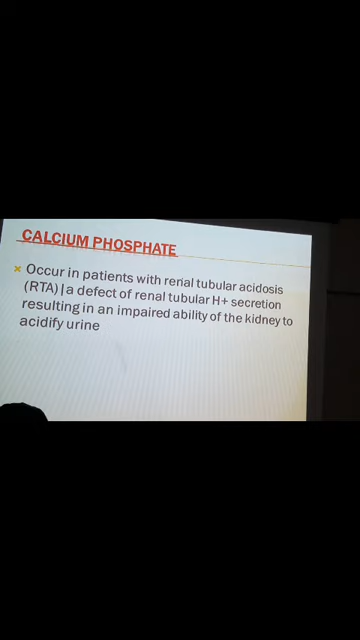 CALCIUM PHOSPHATE
× Occur in patients with renal tubular acidosis
(RTA)|a defect of renal tubular H+ secretion
resulting in an impaired ability of the kidney to
acidify urine